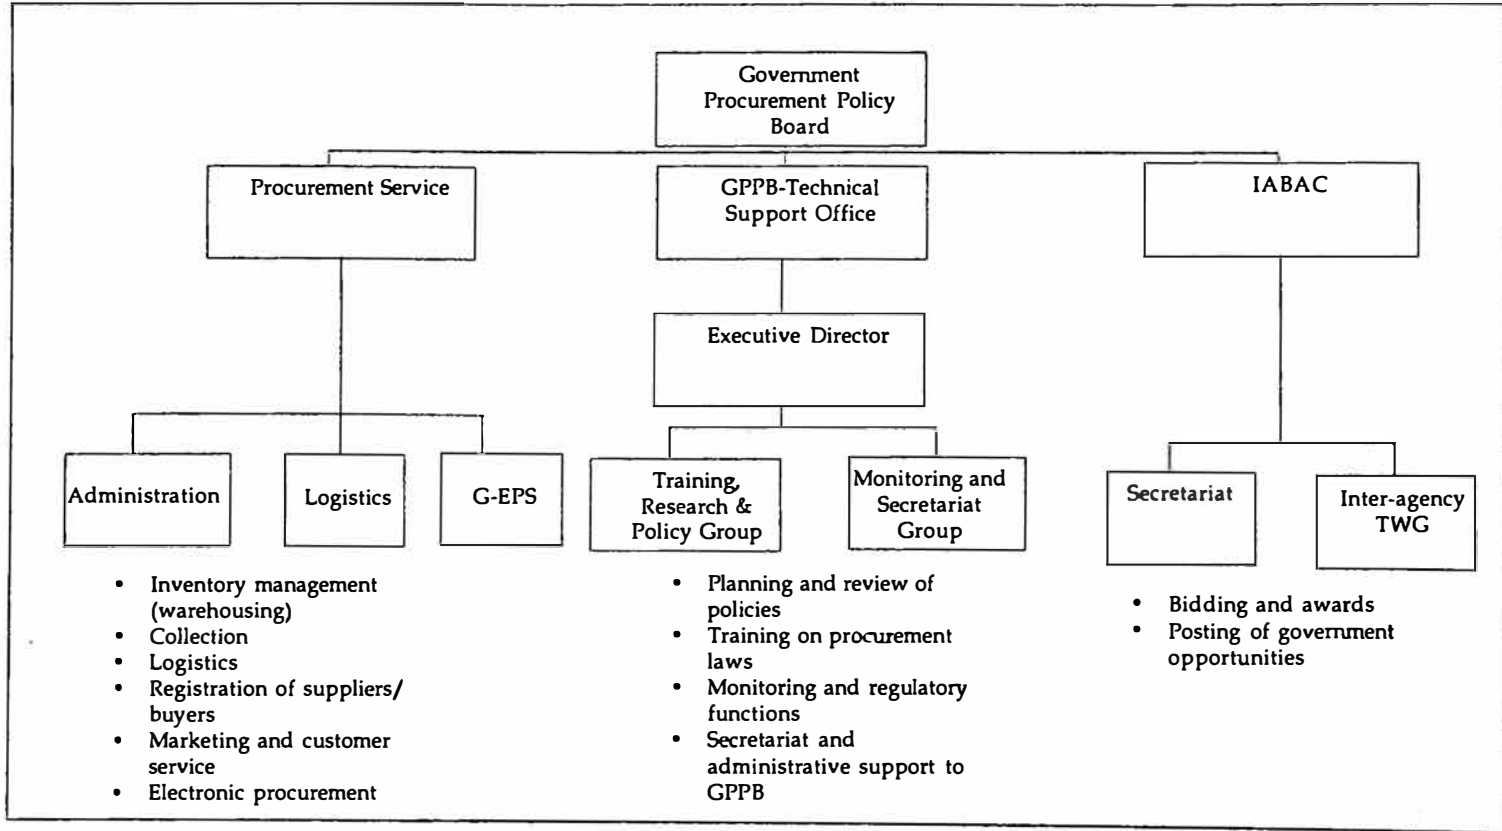 Government
Procurement Policy
Board
Procurement Service
GPPB-Technical
Support Office
IABAC
Executive Director
Administration
Logistics
G-EPS
Training,
Research &
Policy Group
Monitoring and
Secretariat
Group
Secretariat
Inter-agency
TWG
• Inventory management
(warehousing)
• Collection
• Logistics
• Registration of suppliers/
buyers
• Marketing and customer
service
• Electronic procurement
• Planning and review of
policies
• Training on procurement
laws
• Monitoring and regulatory
functions
• Secretariat and
administrative support to
GPPB
• Bidding and awards
• Posting of government
opportunities